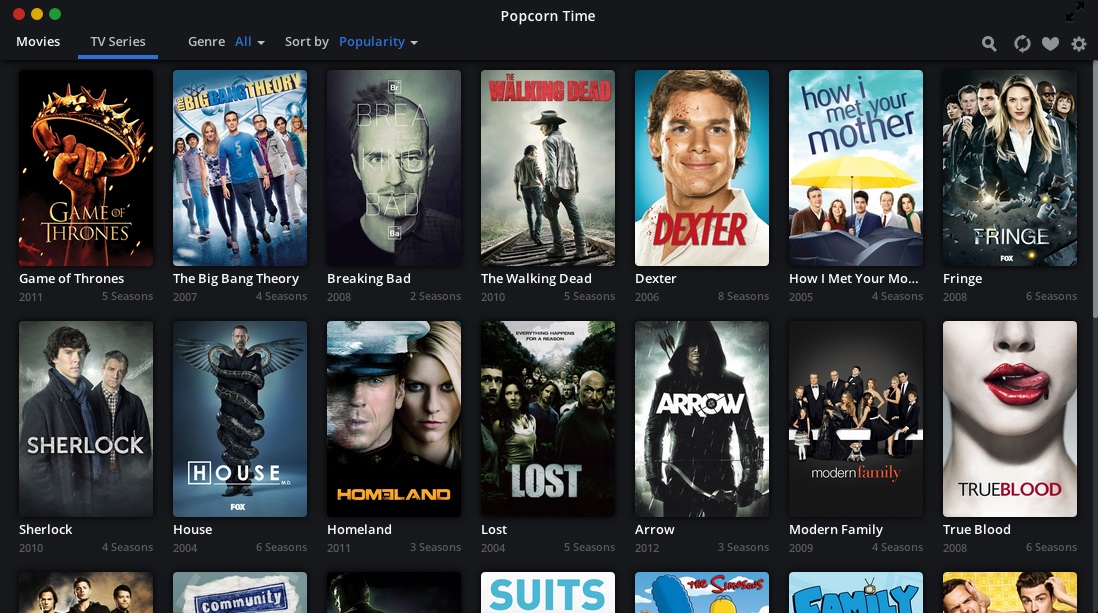 Popcorn Time
Movies TV Series Genre All Sort by Popularity
GAME OF
THRONES
Game of Thrones
2011 5 Seasons
THE BIG BANG THEORY
The Big Bang Theory
2007 4 Seasons
Br
BREA
BAD
Ba
Breaking Bad
2008 2 Seasons
THE
WALKING DEAD
The Walking Dead
2010 5 Seasons
DEXTER
Dexter
2006 8 Seasons
how i
met your
mother
How I Met Your Mo...
2005 4 Seasons
FRINGE
FOX
Fringe
2008 6 Seasons
SHERLOCK
Sherlock
2010 4 Seasons
HOUSE M.D.
FOX
House
2004 6 Seasons
HOMELAND
Homeland
2011 3 Seasons
EVERYTHING HAPPENS
FOR A REASON
LOST
Lost
2004 5 Seasons
ARROW
Arrow
2012 3 Seasons
modern family
Modern Family
2009 4 Seasons
TRUEBLOOD
True Blood
2008 6 Seasons
community
SUITS
THE SIMPSONS
FAMILY